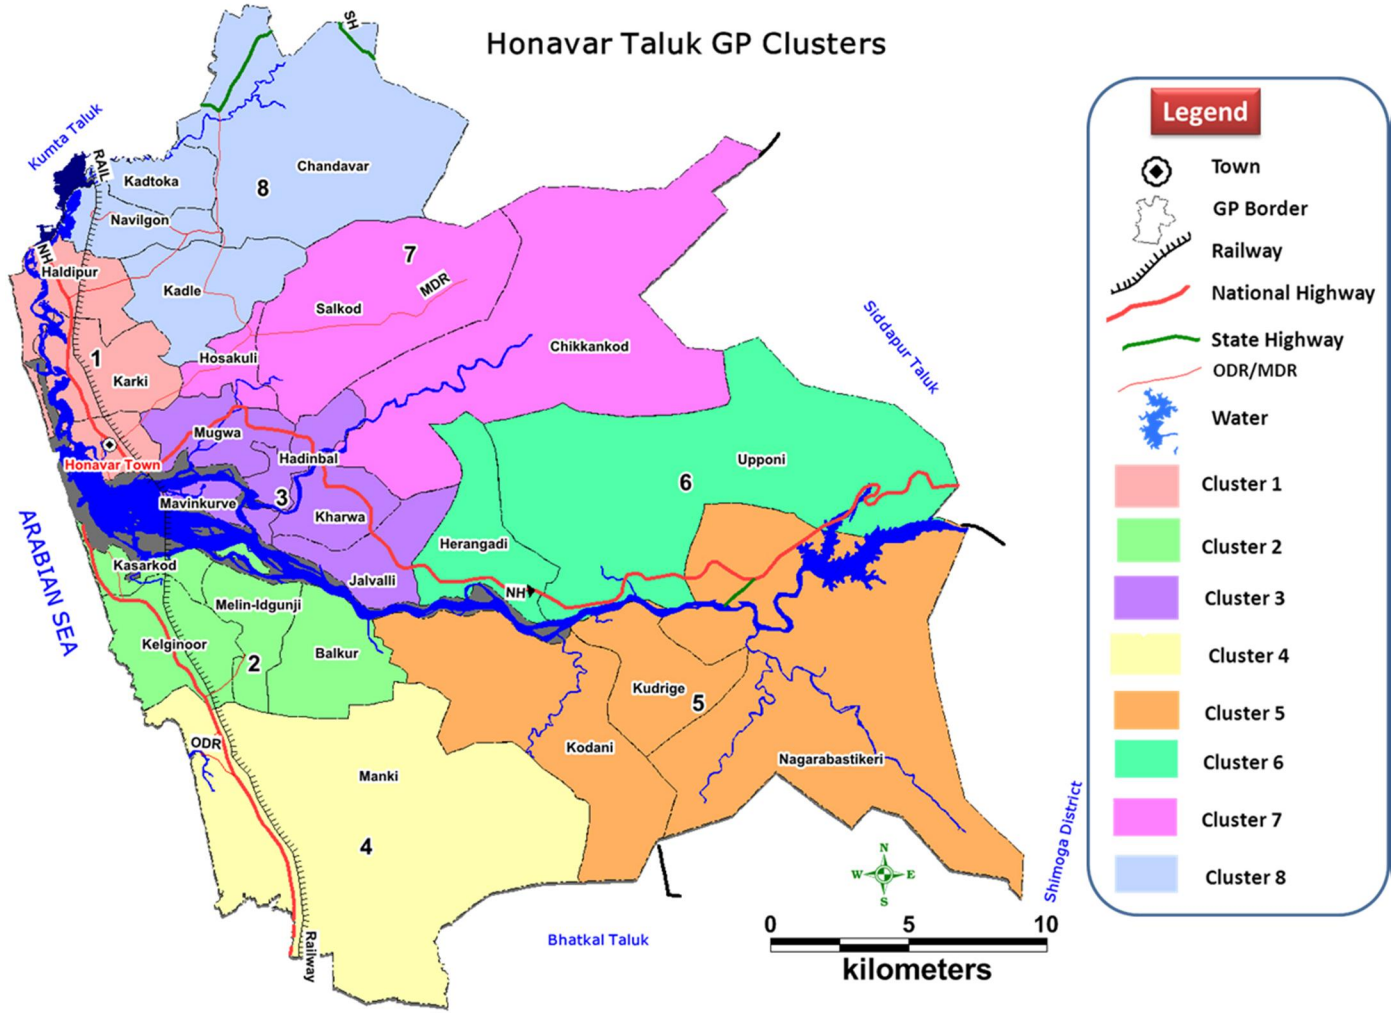 Honavar Taluk GP Clusters
SH
Kumta Taluk
RAIL
Kadtoka
Chandavar
8
Navilgon
NH
Haldipur
Kadle
7
MDR
Salkod
Siddapur Taluk
1
Hosakuli
Chikkankod
Karki
Mugwa
Honavar Town
Hadinbal
Upponi
6
3
Mavinkurve
Kharwa
ARABIAN SEA
Herangadi
Kasarkod
Jalvalli
NH
Melin-Idgunji
Kelginoor
2
Balkur
Kudrige
5
ODR
Kodani
Manki
Nagarabastikeri
4
Shimoga District
Railway
Bhatkal Taluk
N
W E
S
0 5 10
kilometers
Legend
Town
GP Border
Railway
National Highway
State Highway
ODR/MDR
Water
Cluster 1
Cluster 2
Cluster 3
Cluster 4
Cluster 5
Cluster 6
Cluster 7
Cluster 8